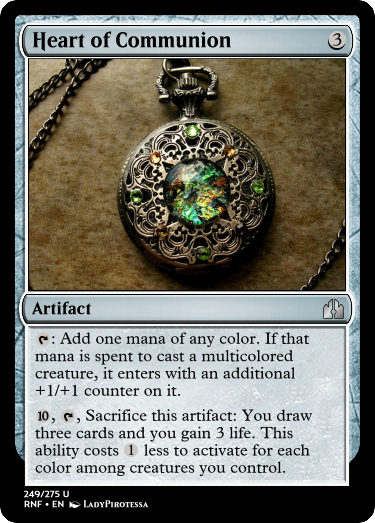 Heart of Communion 3
Artifact
: Add one mana of any color. If that
mana is spent to cast a multicolored
creature, it enters with an additional
+1/+1 counter on it.
10, , Sacrifice this artifact: You draw
three cards and you gain 3 life. This
ability costs 1 less to activate for each
color among creatures you control.
249/275 U
RNF • EN LadyPirotessa